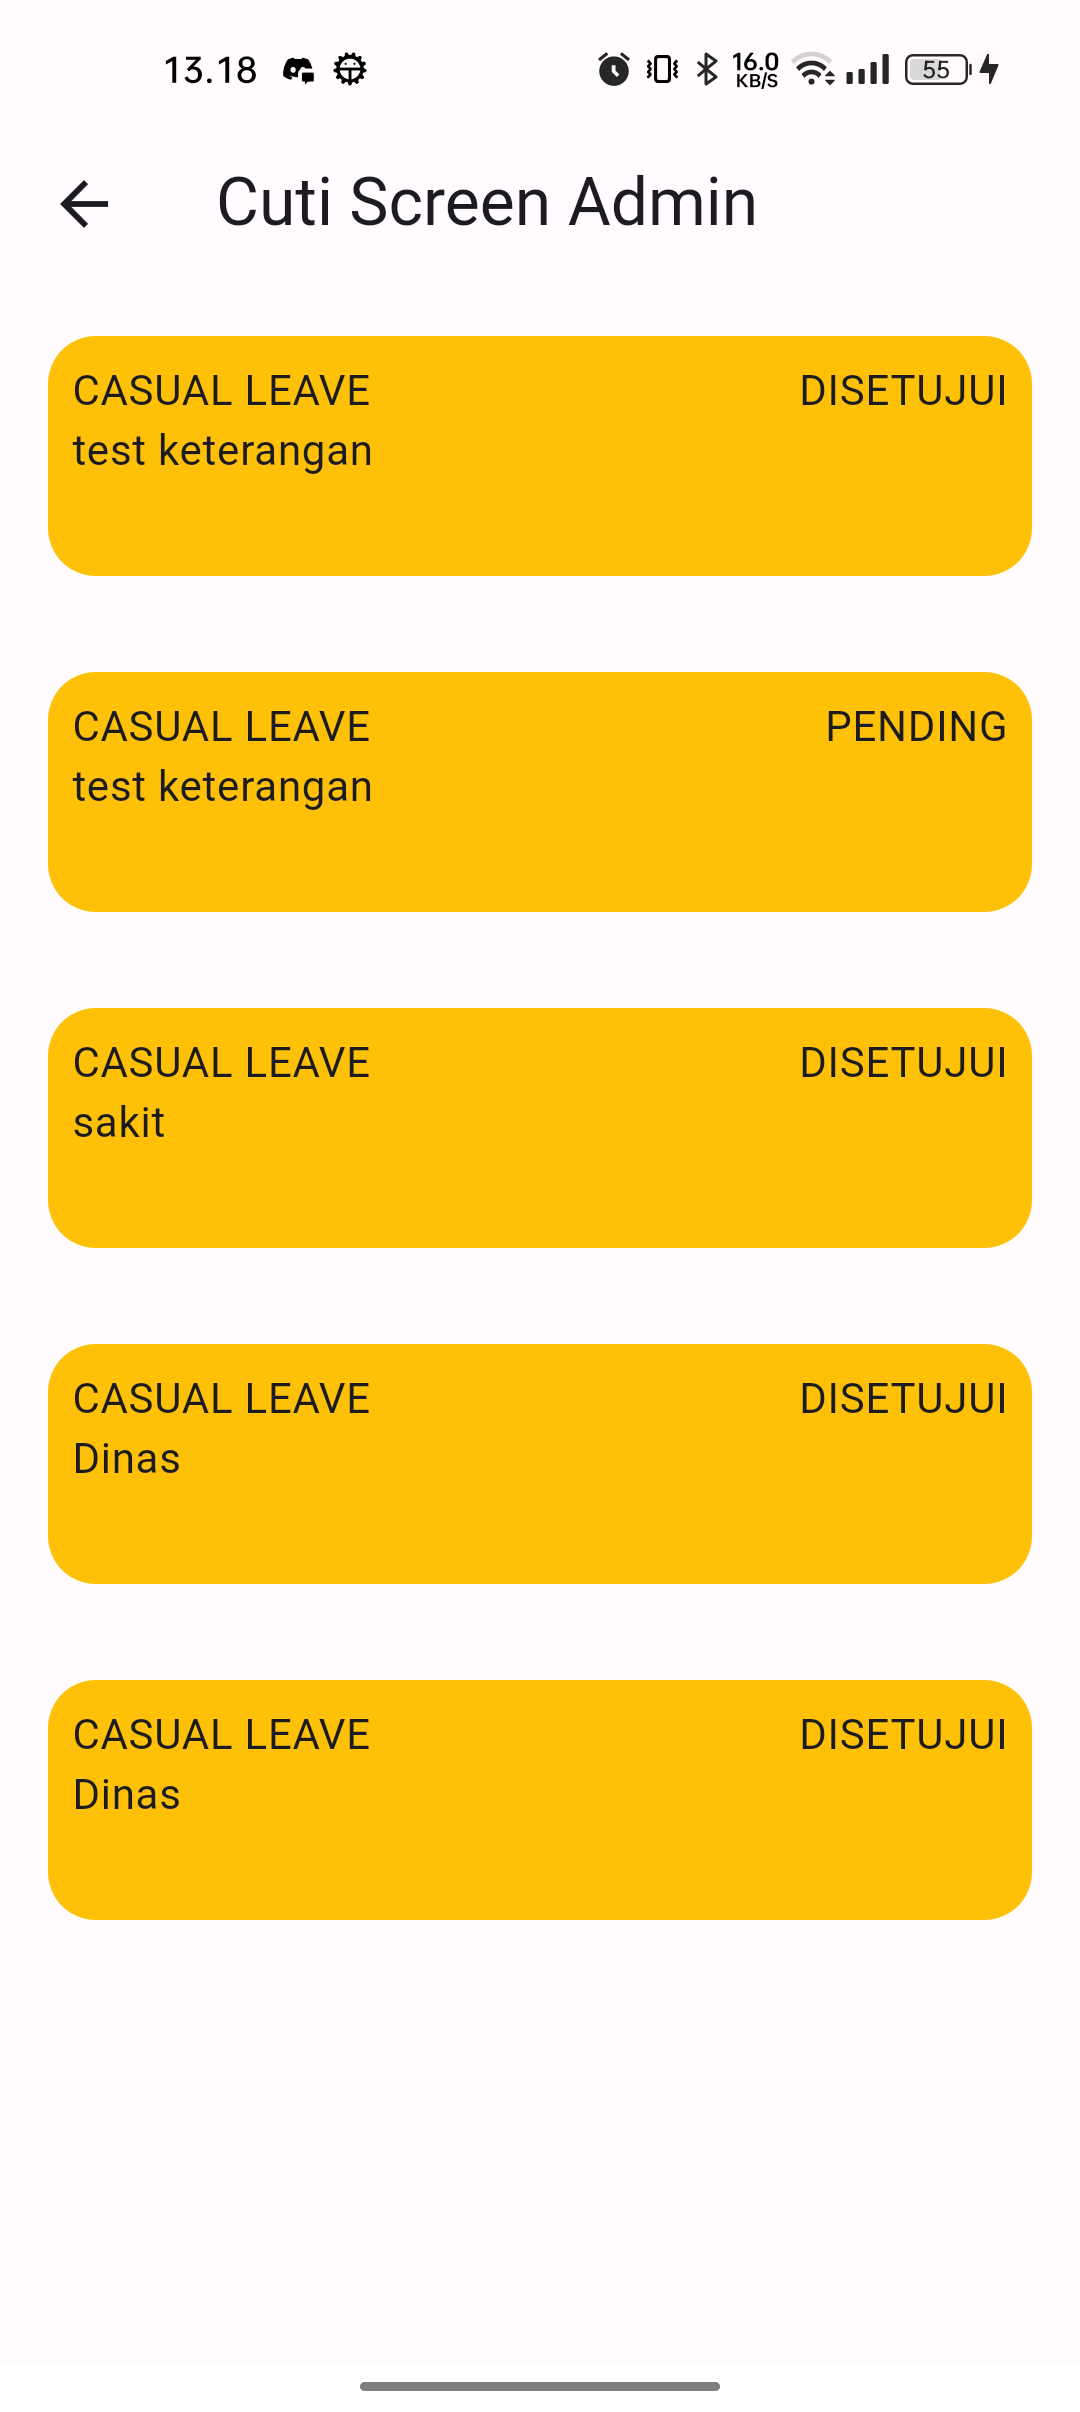 13.18
16.0
KB/S
55
Cuti Screen Admin
CASUAL LEAVE DISETUJUI
test keterangan
CASUAL LEAVE PENDING
test keterangan
CASUAL LEAVE DISETUJUI
sakit
CASUAL LEAVE DISETUJUI
Dinas
CASUAL LEAVE DISETUJUI
Dinas